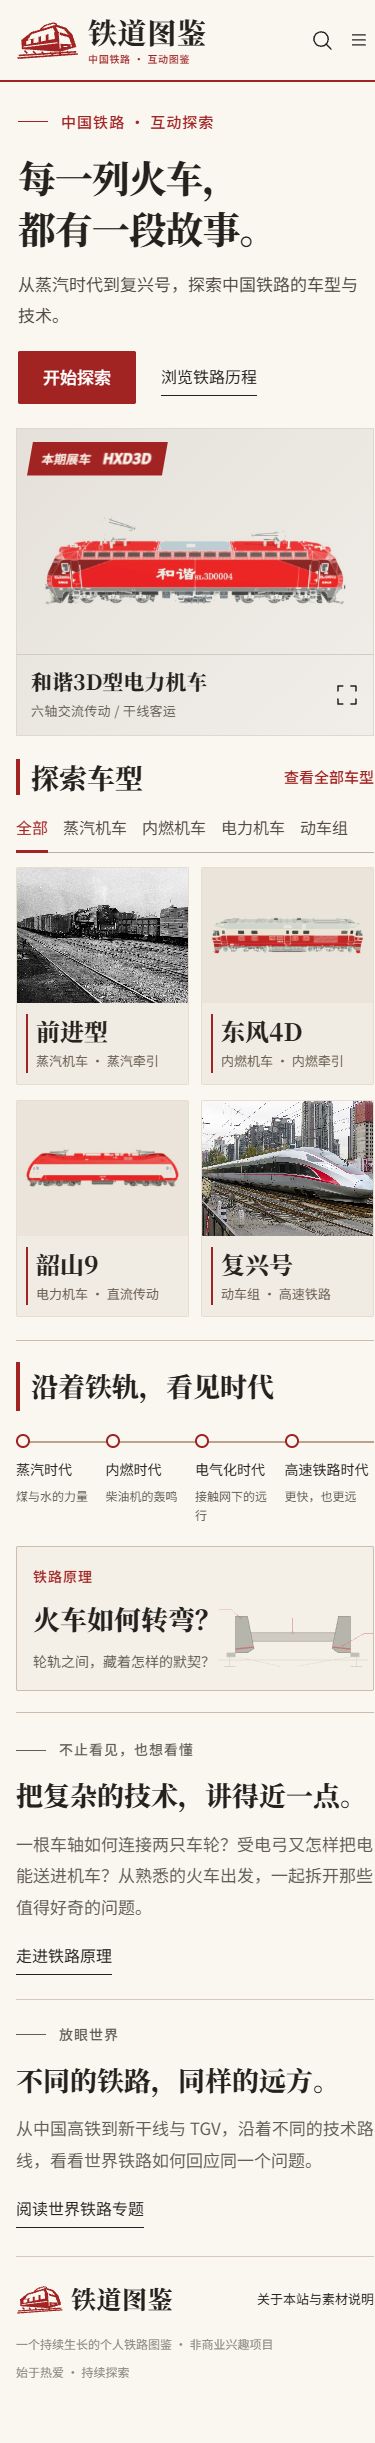 铁道图鉴
中国铁路 · 互动图鉴
中国铁路 · 互动探索
每一列火车，
都有一段故事。
从蒸汽时代到复兴号，探索中国铁路的车型与
技术。
开始探索
浏览铁路历程
本期展车 HXD3D
和谐HXD3D0004
和谐3D型电力机车
六轴交流传动 / 干线客运
探索车型
查看全部车型
全部 蒸汽机车 内燃机车 电力机车 动车组
前进型
蒸汽机车 · 蒸汽牵引
东风4D
内燃机车 · 内燃牵引
韶山9
电力机车 · 直流传动
复兴号
动车组 · 高速铁路
沿着铁轨，看见时代
蒸汽时代
煤与水的力量
内燃时代
柴油机的轰鸣
电气化时代
接触网下的远
行
高速铁路时代
更快，也更远
铁路原理
火车如何转弯？
轮轨之间，藏着怎样的默契？
不止看见，也想看懂
把复杂的技术，讲得近一点。
一根车轴如何连接两只车轮？受电弓又怎样把电
能送进机车？从熟悉的火车出发，一起拆开那些
值得好奇的问题。
走进铁路原理
放眼世界
不同的铁路，同样的远方。
从中国高铁到新干线与 TGV，沿着不同的技术路
线，看看世界铁路如何回应同一个问题。
阅读世界铁路专题
铁道图鉴
关于本站与素材说明
一个持续生长的个人铁路图鉴 · 非商业兴趣项目
始于热爱 · 持续探索